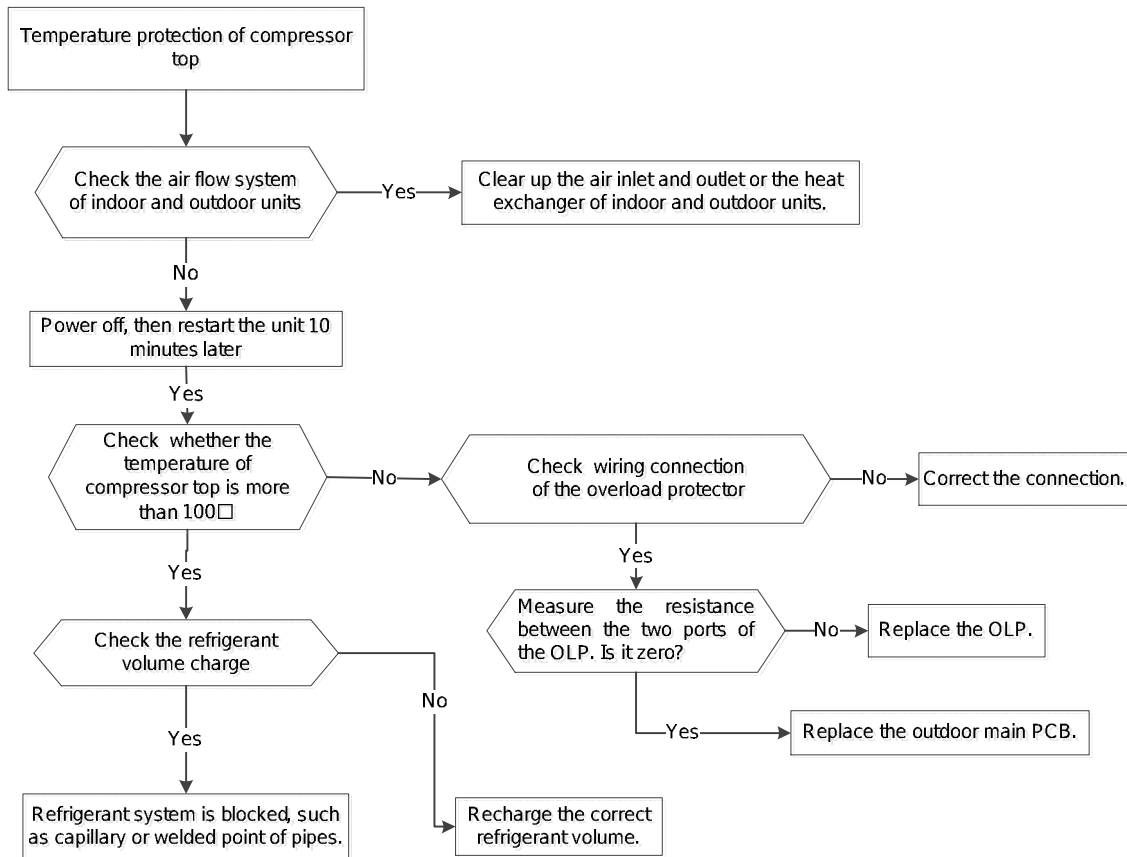 Temperature protection of compressor
top
Check the air flow system
of indoor and outdoor units
Yes
Clear up the air inlet and outlet or the heat
exchanger of indoor and outdoor units.
No
Power off, then restart the unit 10
minutes later
Yes
Check whether the
temperature of
compressor top is more
than 100□
No
Check wiring connection
of the overload protector
No
Correct the connection.
Yes
Yes
Measure the resistance
between the two ports of
the OLP. Is it zero?
No
Replace the OLP.
Check the refrigerant
volume charge
No
Yes
Replace the outdoor main PCB.
Yes
Refrigerant system is blocked, such
as capillary or welded point of pipes.
Recharge the correct
refrigerant volume.